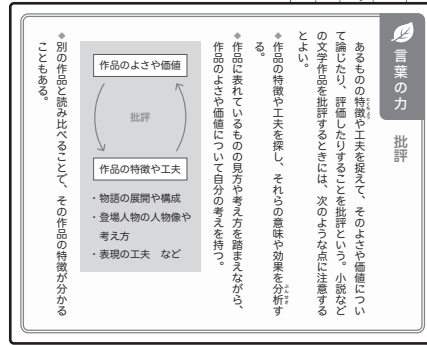 言葉の力
批評
あるものの特徴や工夫を捉えて、そのよさや価値につい
て論じたり、評価したりすることを批評という。小説など
の文学作品を批評するときには、次のような点に注意する
とよい。
◆作品の特徴や工夫を探し、それらの意味や効果を分析す
る。
◆作品に表れているものの見方や考え方を踏まえながら、
作品のよさや価値について自分の考えを持つ。
作品のよさや価値
批評
作品の特徴や工夫
・物語の展開や構成
・登場人物の人物像や
考え方
・表現の工夫 など
◆別の作品と読み比べることで、その作品の特徴が分かる
こともある。